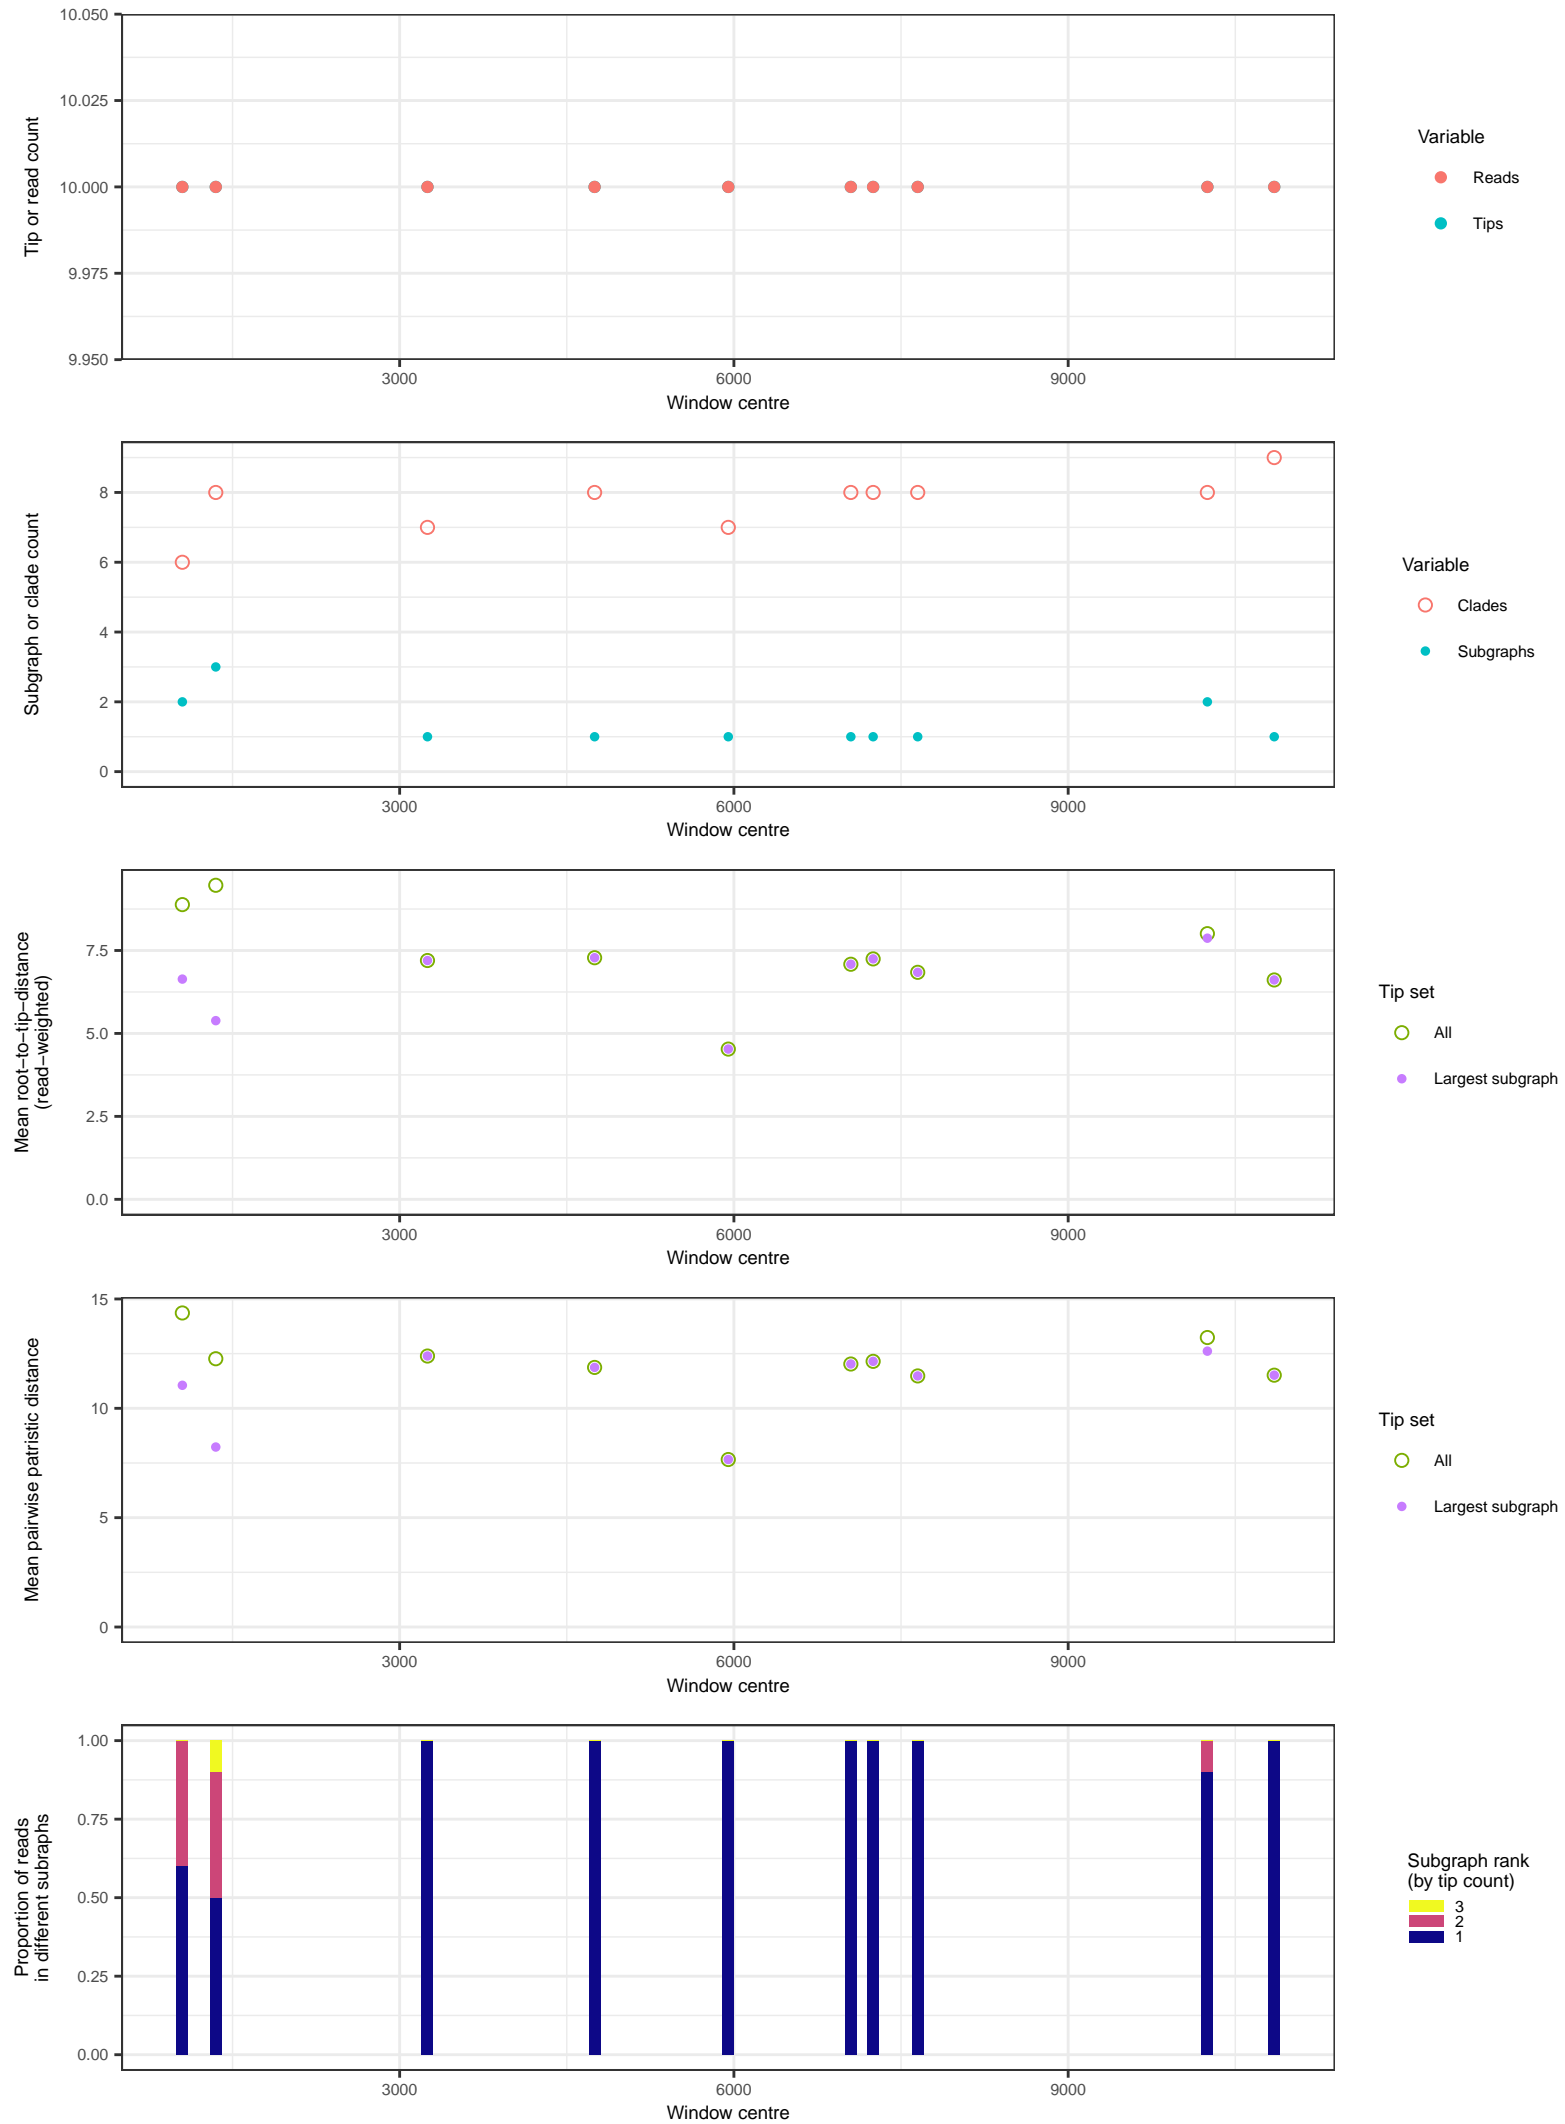 10.050
10.025
10.000
9.975
9.950
Tip or read count
3000 6000 9000
Window centre
Variable
Reads
Tips
8
6
4
2
0
Subgraph or clade count
3000 6000 9000
Window centre
Variable
Clades
Subgraphs
7.5
5.0
2.5
0.0
Mean root−to−tip−distance
(read−weighted)
3000 6000 9000
Window centre
Tip set
All
Largest subgraph
15
10
5
0
Mean pairwise patristic distance
3000 6000 9000
Window centre
Tip set
All
Largest subgraph
1.00
0.75
0.50
0.25
0.00
Proportion of reads
in different subraphs
3000 6000 9000
Window centre
Subgraph rank
(by tip count)
3
2
1